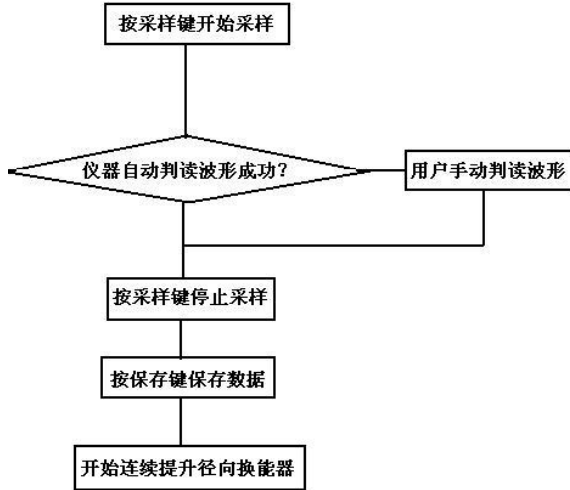 按采样键开始采样
仪器自动判读波形成功？
用户手动判读波形
按采样键停止采样
按保存键保存数据
开始连续提升径向换能器